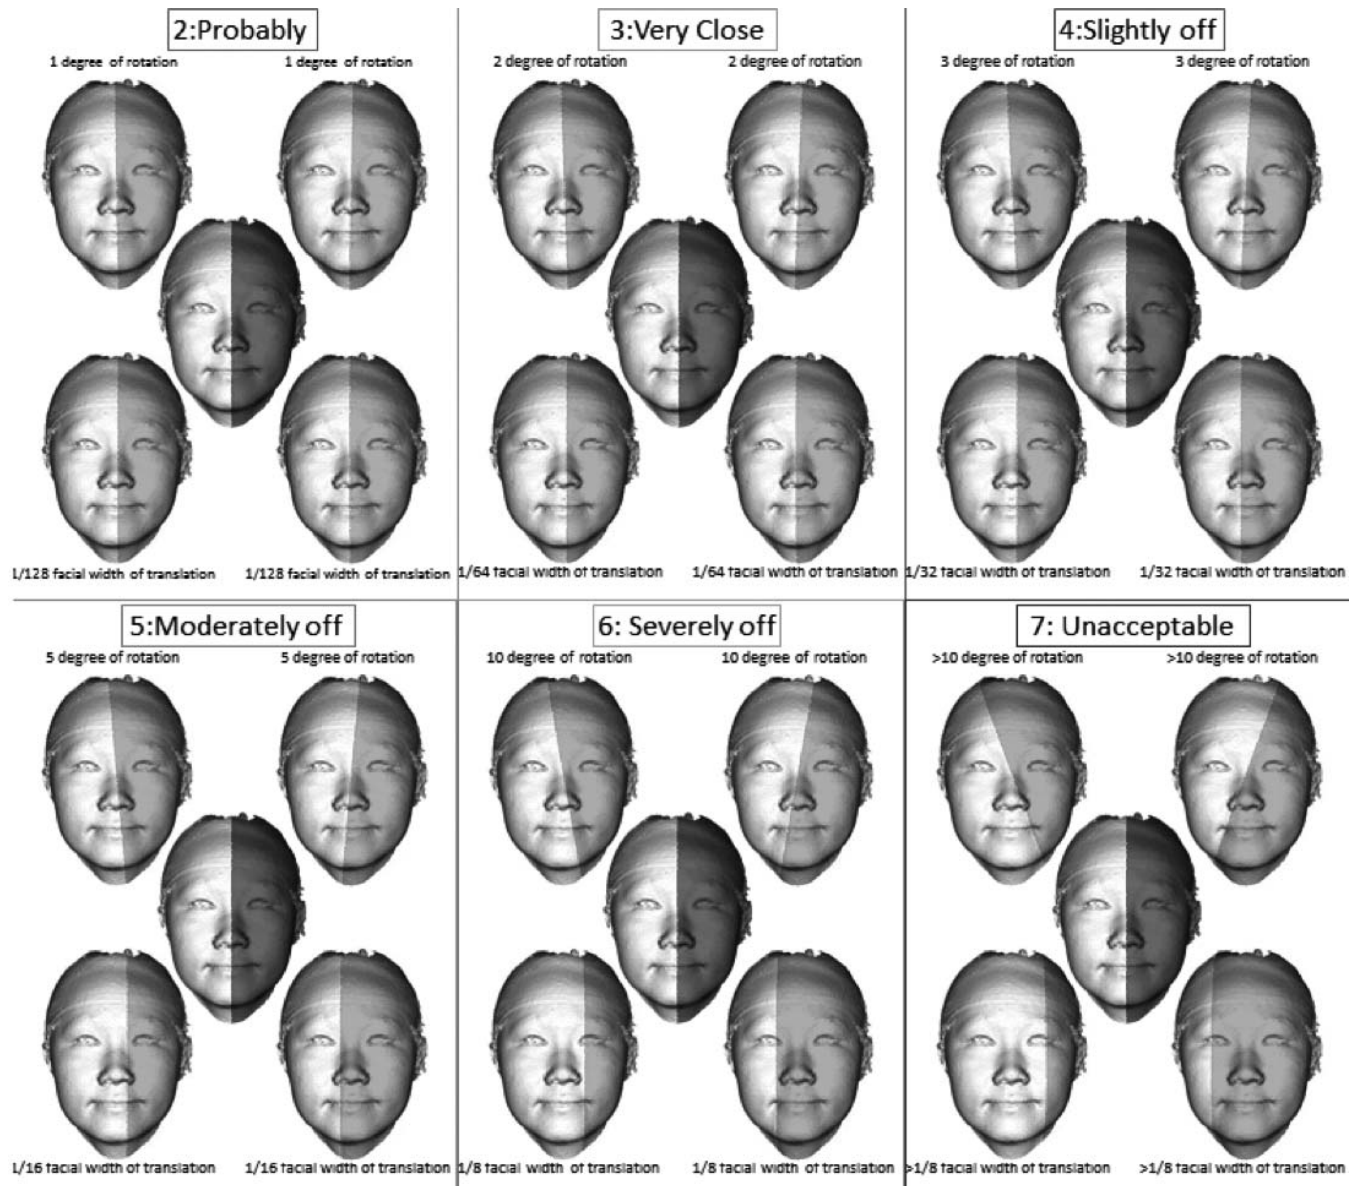 2:Probably
1 degree of rotation 1 degree of rotation
1/128 facial width of translation 1/128 facial width of translation
3:Very Close
2 degree of rotation 2 degree of rotation
1/64 facial width of translation 1/64 facial width of translation
4:Slightly off
3 degree of rotation 3 degree of rotation
1/32 facial width of translation 1/32 facial width of translation
5:Moderately off
5 degree of rotation 5 degree of rotation
1/16 facial width of translation 1/16 facial width of translation
6: Severely off
10 degree of rotation 10 degree of rotation
1/8 facial width of translation 1/8 facial width of translation
7: Unacceptable
>10 degree of rotation >10 degree of rotation
>1/8 facial width of translation >1/8 facial width of translation